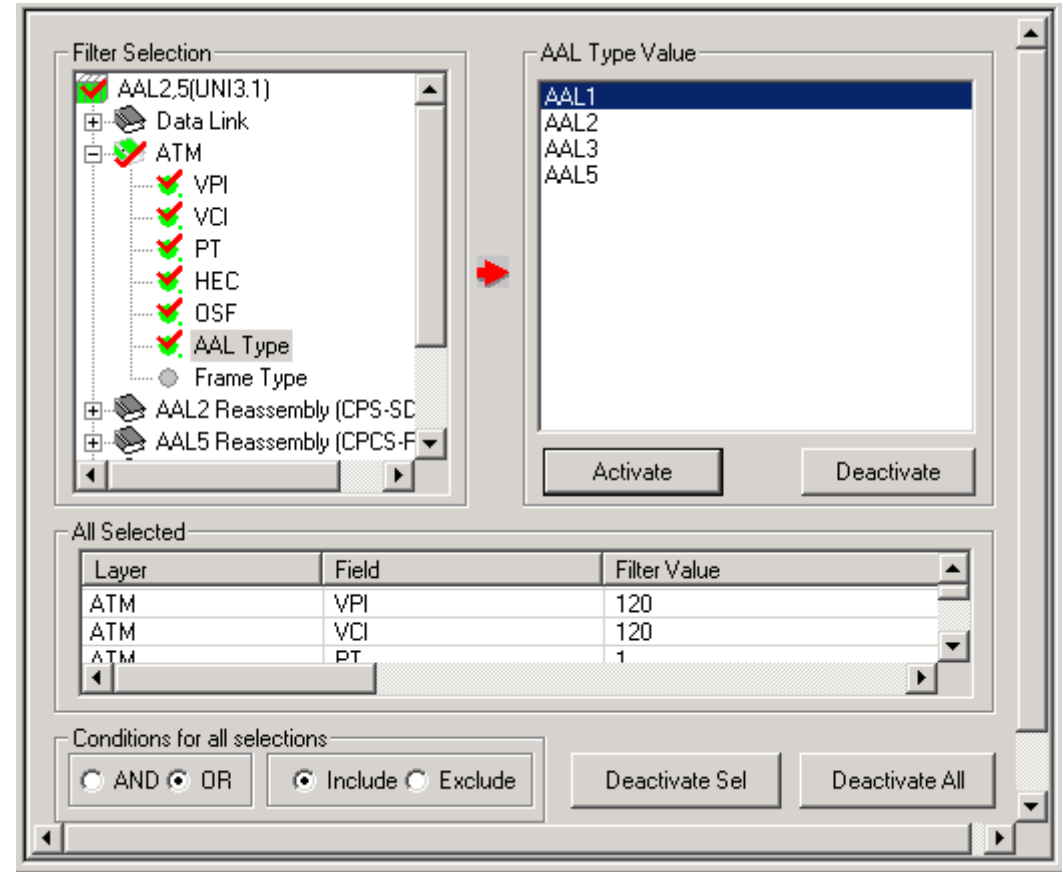 Filter Selection
AAL2,5(UNI3.1)
Data Link
ATM
VPI
VCI
PT
HEC
OSF
AAL Type
Frame Type
AAL2 Reassembly (CPS-SD
AAL5 Reassembly (CPCS-F
AAL Type Value
AAL1
AAL2
AAL3
AAL5
Activate Deactivate
All Selected
Layer Field Filter Value
ATM VPI 120
ATM VCI 120
ATM PT 1
Conditions for all selections
AND OR Include Exclude Deactivate Sel Deactivate All